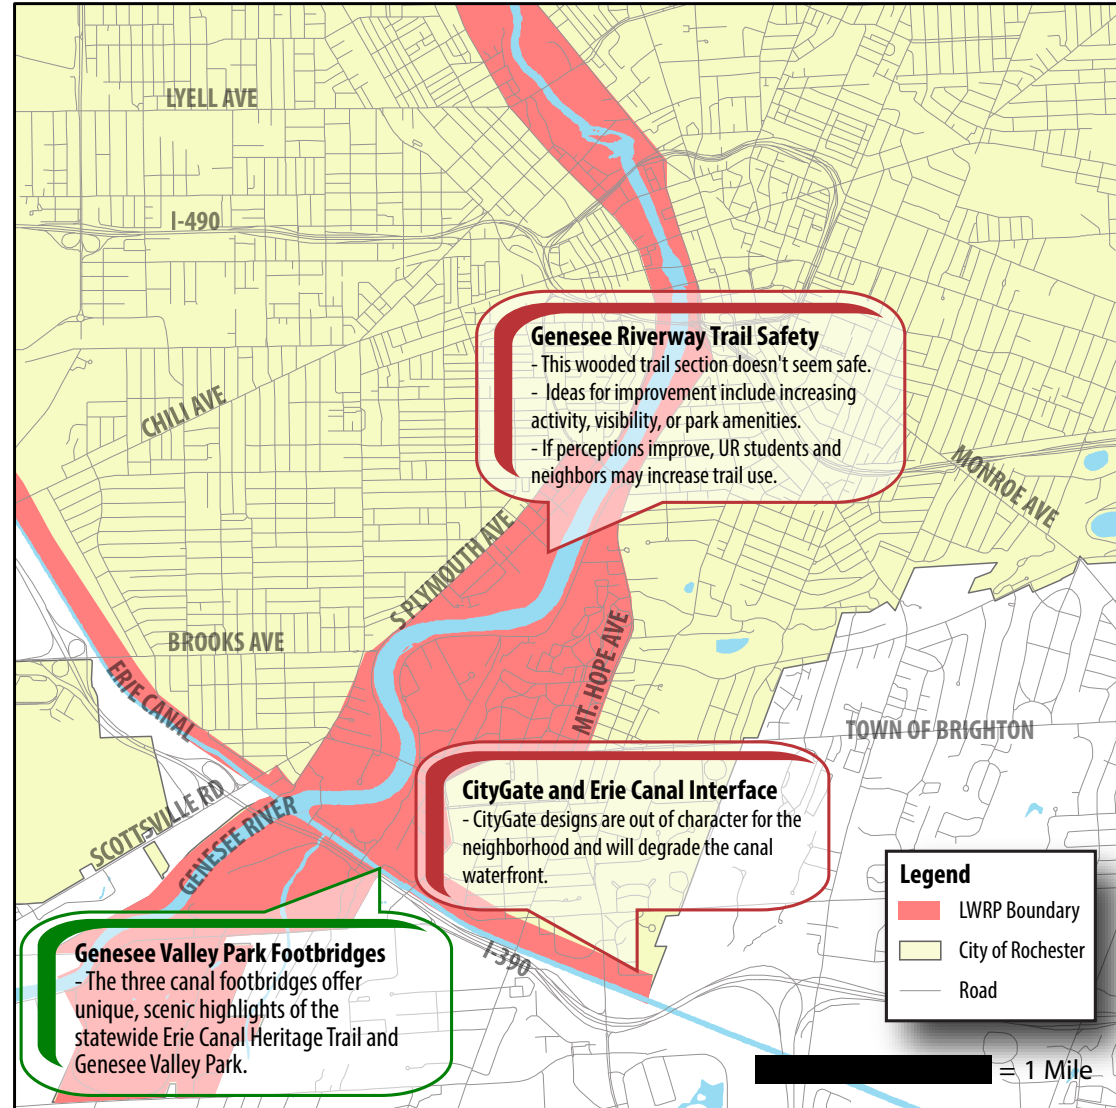 LYELL AVE
I-490
Genesee Riverway Trail Safety
- This wooded trail section doesn't seem safe.
- Ideas for improvement include increasing
activity, visibility, or park amenities.
- If perceptions improve, UR students and
neighbors may increase trail use.
CHILI AVE
MONROE AVE
S PLYMOUTH AVE
BROOKS AVE
ERIE CANAL
MT. HOPE AVE
TOWN OF BRIGHTON
SCOTTSVILLE RD
GENESEE RIVER
CityGate and Erie Canal Interface
- CityGate designs are out of character for the
neighborhood and will degrade the canal
waterfront.
Legend
LWRP Boundary
City of Rochester
Road
I-390
Genesee Valley Park Footbridges
- The three canal footbridges offer
unique, scenic highlights of the
statewide Erie Canal Heritage Trail and
Genesee Valley Park.
= 1 Mile